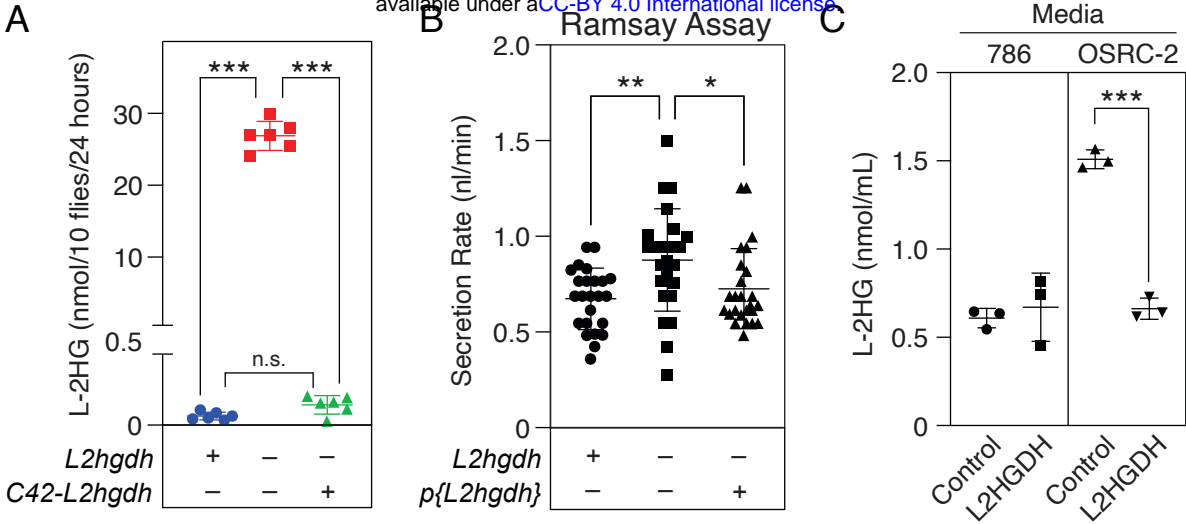 available under aCC-BY 4.0 International license.
A
L-2HG (nmol/10 flies/24 hours)
30
20
10
0.5
0
***
***
n.s.
L2hgdh
+
–
–
C42-L2hgdh
–
–
+
B
Ramsay Assay
Secretion Rate (nl/min)
2.0
1.5
1.0
0.5
0
**
*
L2hgdh
+
–
–
p{L2hgdh}
–
–
+
C
Media
786
OSRC-2
L-2HG (nmol/mL)
2.0
1.5
1.0
0.5
0
***
Control
L2HGDH
Control
L2HGDH